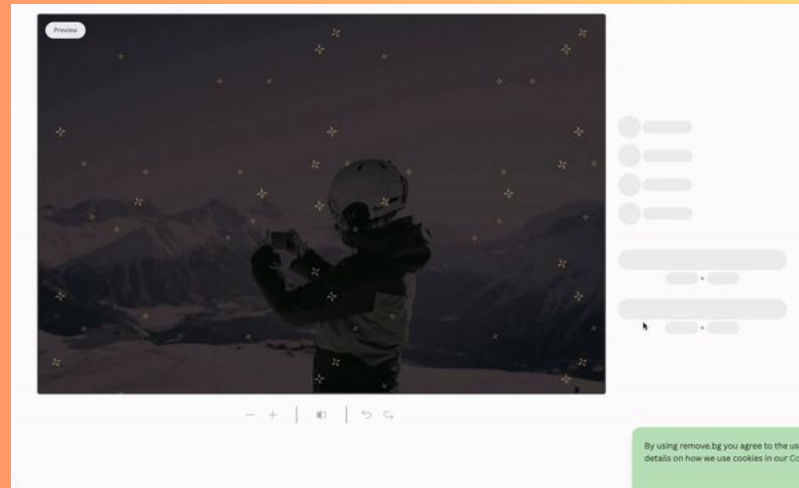 Preview
By using remove.bg you agree to the us
details on how we use cookies in our Co